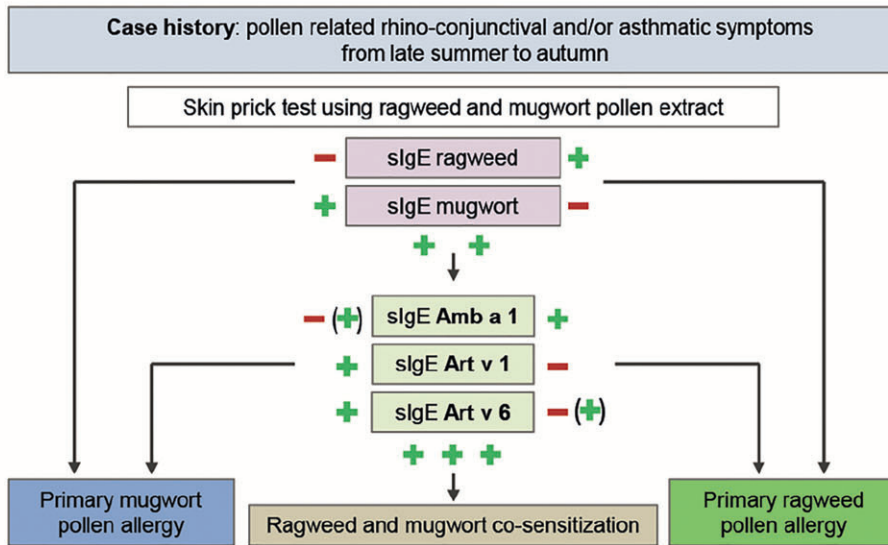 Case history: pollen related rhino-conjunctival and/or asthmatic symptoms
from late summer to autumn
Skin prick test using ragweed and mugwort pollen extract
− sIgE ragweed +
+ sIgE mugwort −
+ +
− (+) sIgE Amb a 1 +
+ sIgE Art v 1 −
+ sIgE Art v 6 − (+)
+ + +
Primary mugwort
pollen allergy
Ragweed and mugwort co-sensitization
Primary ragweed
pollen allergy